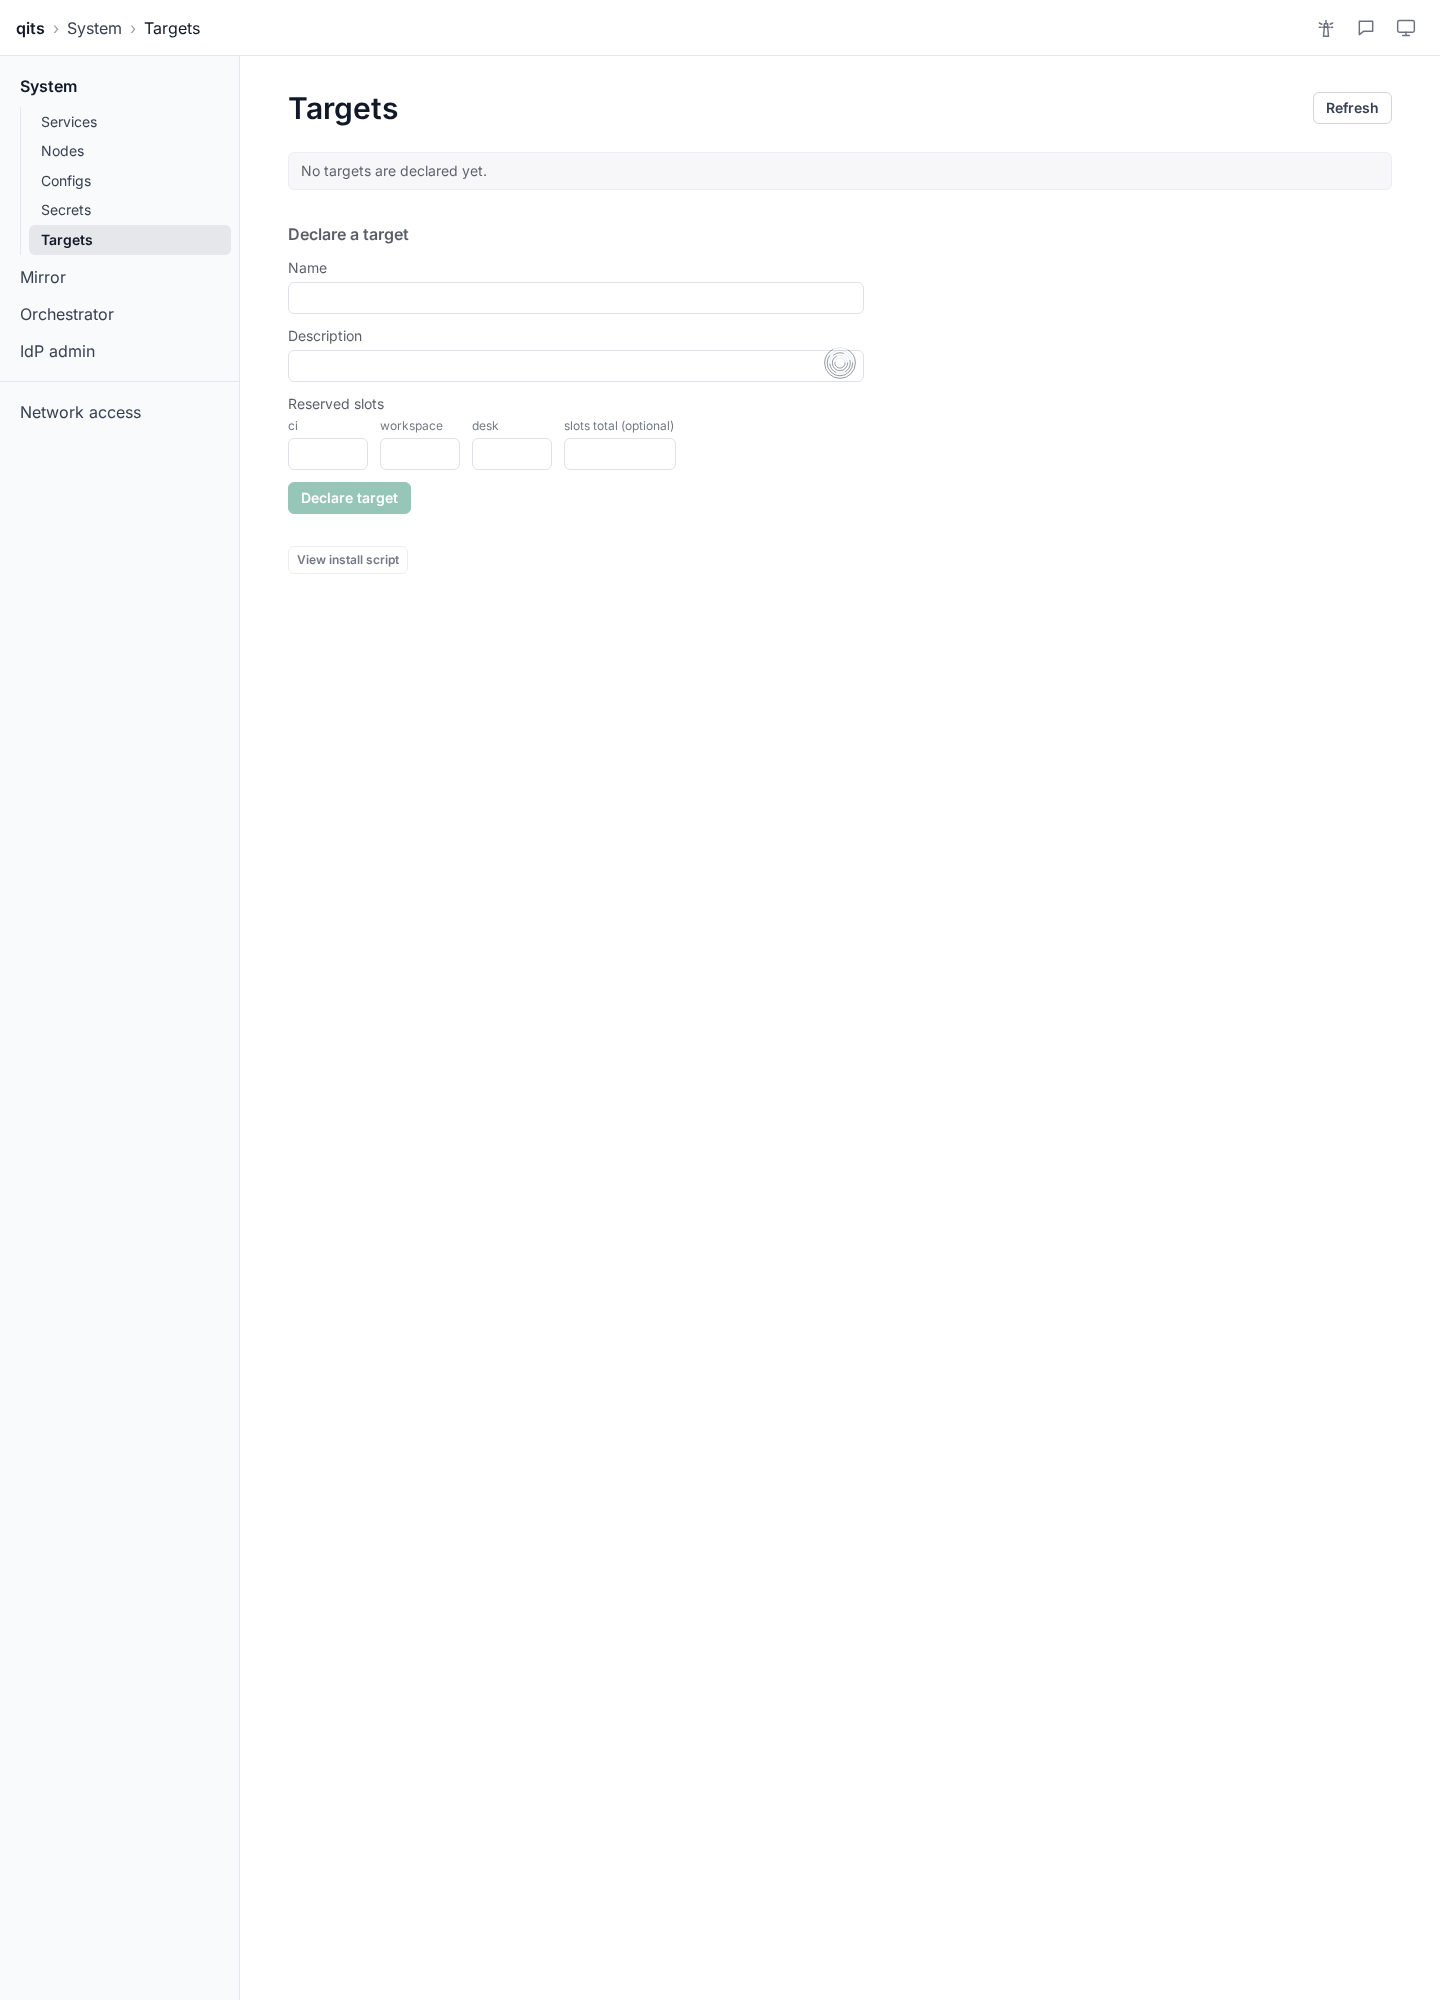 qits › System › Targets
System
Services
Nodes
Configs
Secrets
Targets
Mirror
Orchestrator
IdP admin
Network access
Targets
Refresh
No targets are declared yet.
Declare a target
Name
Description
Reserved slots
ci workspace desk slots total (optional)
Declare target
View install script